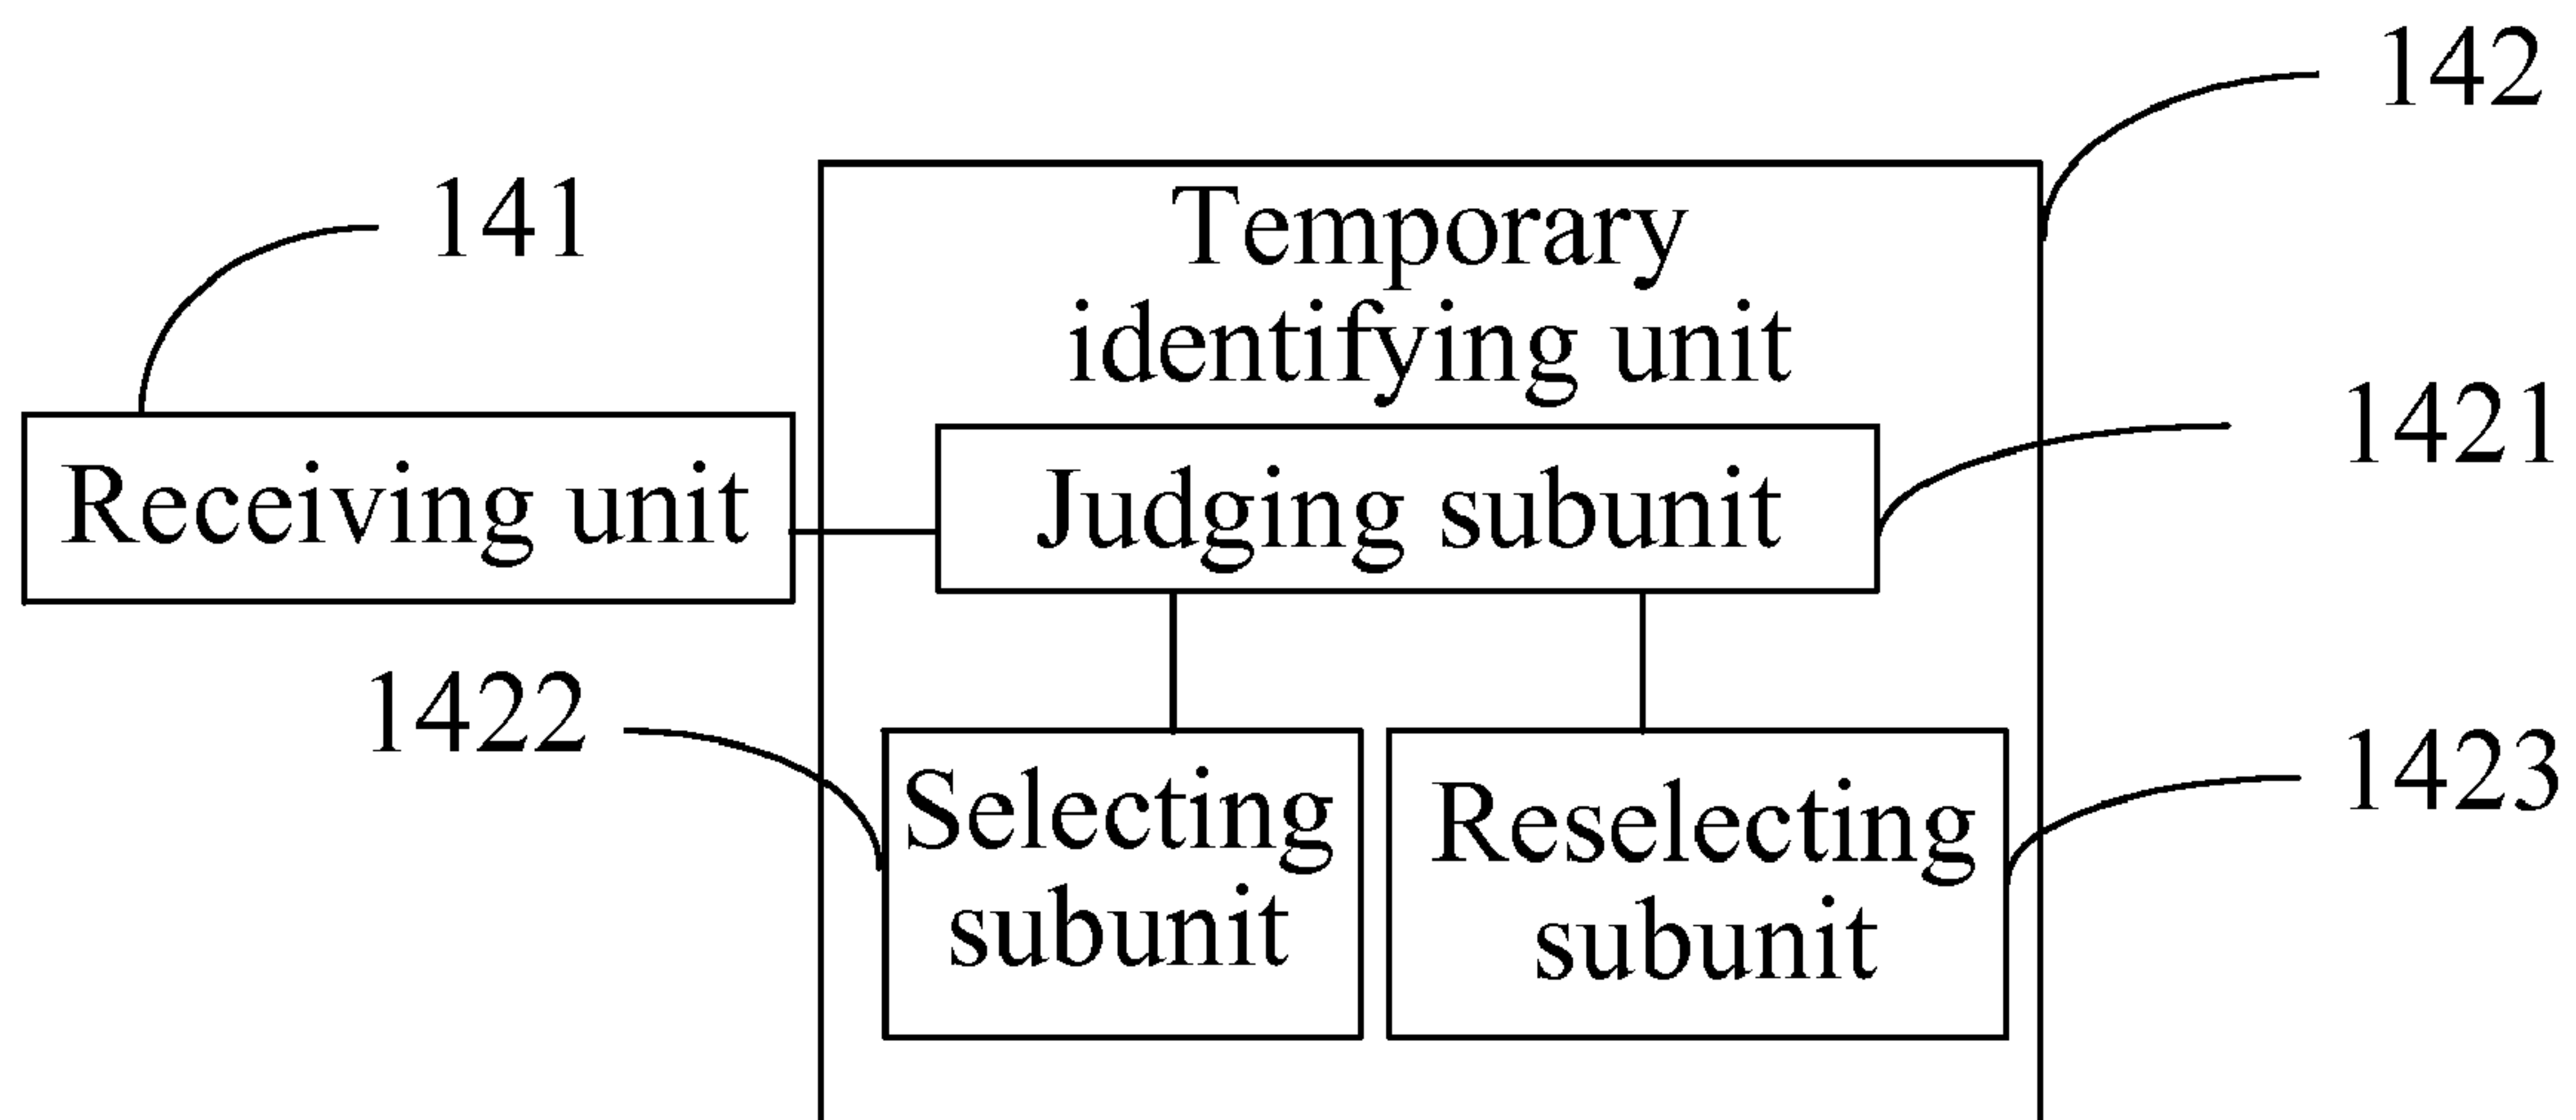 142
141
Temporary
identifying unit
1421
Receiving unit
Judging subunit
1422
1423
Selecting
subunit
Reselecting
subunit